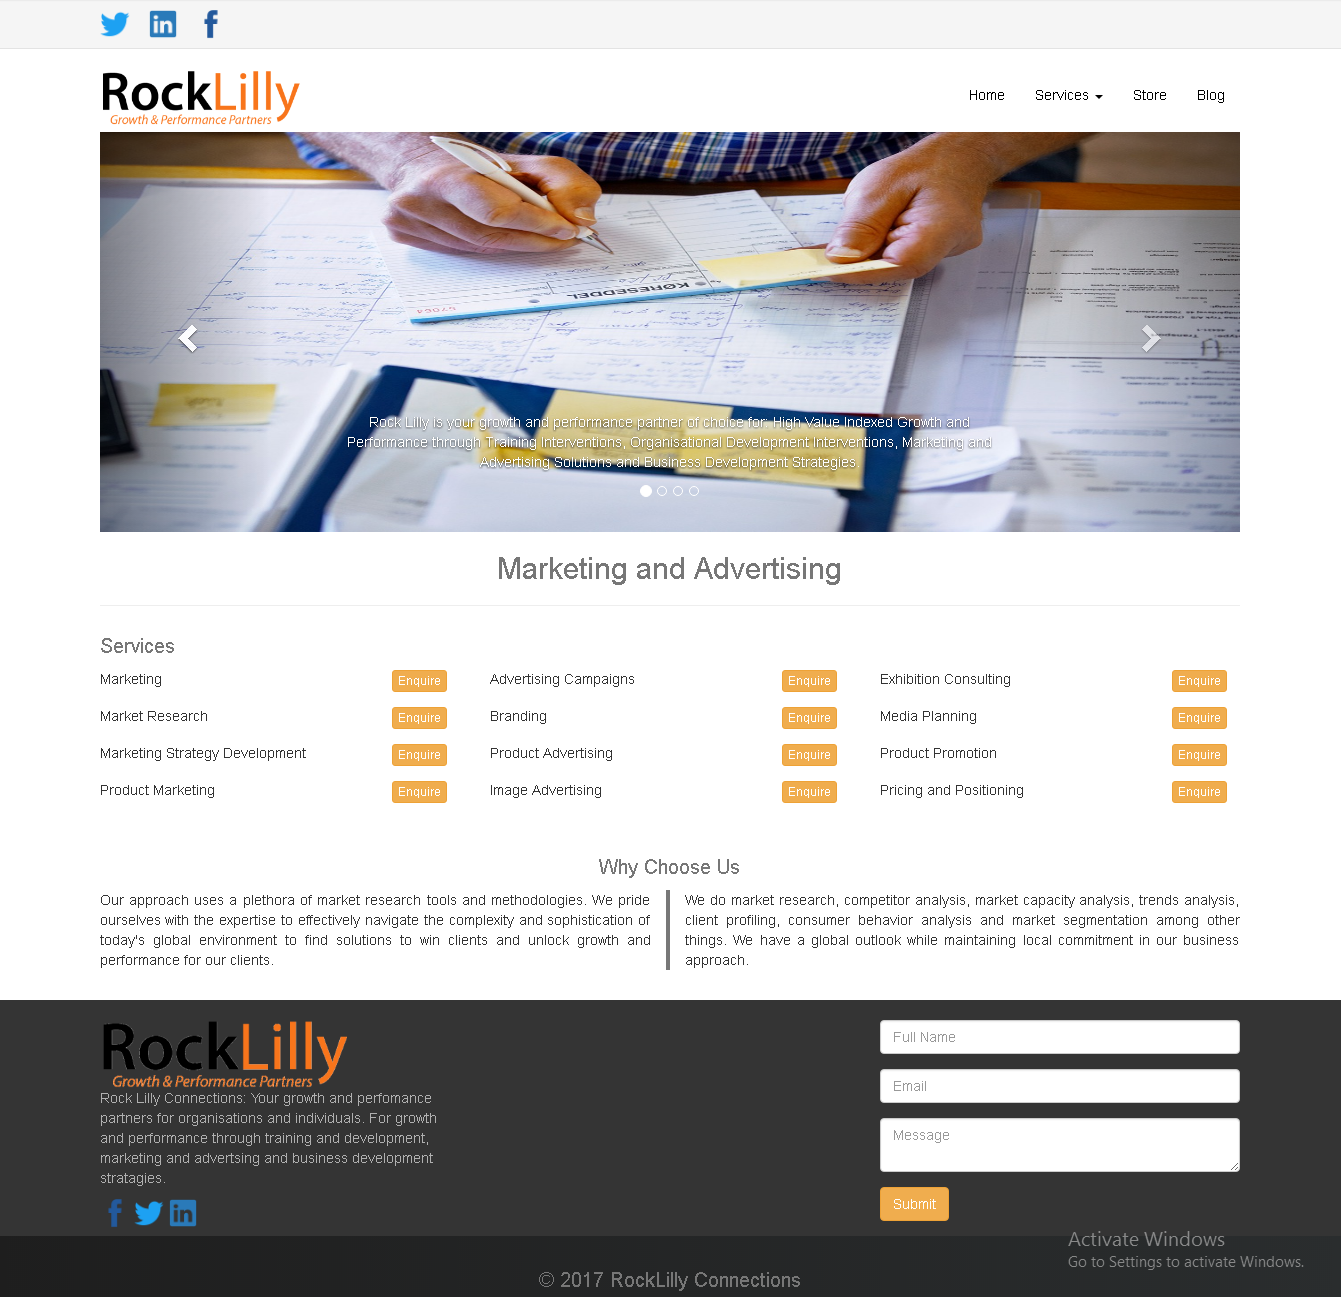 RockLilly
Growth & Performance Partners
Home Services Store Blog
KØRESEDDEL
57064
Rock Lilly is your growth and performance partner of choice for: High Value Indexed Growth and
Performance through Training Interventions, Organisational Development Interventions, Marketing and
Advertising Solutions and Business Development Strategies.
Marketing and Advertising
Services
Marketing Enquire Advertising Campaigns Enquire Exhibition Consulting Enquire
Market Research Enquire Branding Enquire Media Planning Enquire
Marketing Strategy Development Enquire Product Advertising Enquire Product Promotion Enquire
Product Marketing Enquire Image Advertising Enquire Pricing and Positioning Enquire
Why Choose Us
Our approach uses a plethora of market research tools and methodologies. We pride
ourselves with the expertise to effectively navigate the complexity and sophistication of
today's global environment to find solutions to win clients and unlock growth and
performance for our clients.
We do market research, competitor analysis, market capacity analysis, trends analysis,
client profiling, consumer behavior analysis and market segmentation among other
things. We have a global outlook while maintaining local commitment in our business
approach.
RockLilly
Growth & Performance Partners
Rock Lilly Connections: Your growth and perfomance
partners for organisations and individuals. For growth
and performance through training and development,
marketing and advertsing and business development
stratagies.
Full Name
Email
Message
Submit
Activate Windows
Go to Settings to activate Windows.
© 2017 RockLilly Connections